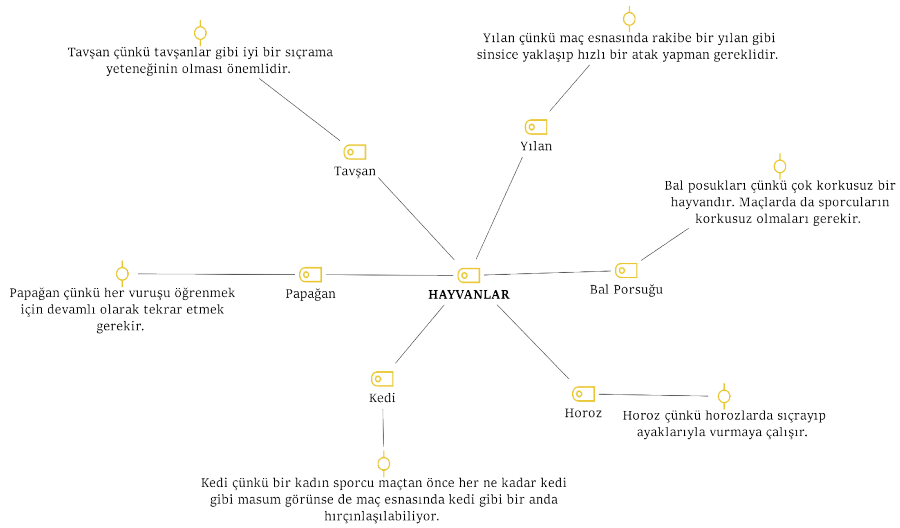 Tavşan çünkü tavşanlar gibi iyi bir sıçrama
yeteneğinin olması önemlidir.
Yılan çünkü maç esnasında rakibe bir yılan gibi
sinsice yaklaşıp hızlı bir atak yapman gereklidir.
Tavşan
Yılan
Bal posukları çünkü çok korkusuz bir
hayvandır. Maçlarda da sporcuların
korkusuz olmaları gerekir.
Papağan çünkü her vuruşu öğrenmek
için devamlı olarak tekrar etmek
gerekir.
Papağan
HAYVANLAR
Bal Porsuğu
Kedi
Horoz
Horoz çünkü horozlarda sıçrayıp
ayaklarıyla vurmaya çalışır.
Kedi çünkü bir kadın sporcu maçtan önce her ne kadar kedi
gibi masum görünse de maç esnasında kedi gibi bir anda
hırçınlaşılabiliyor.